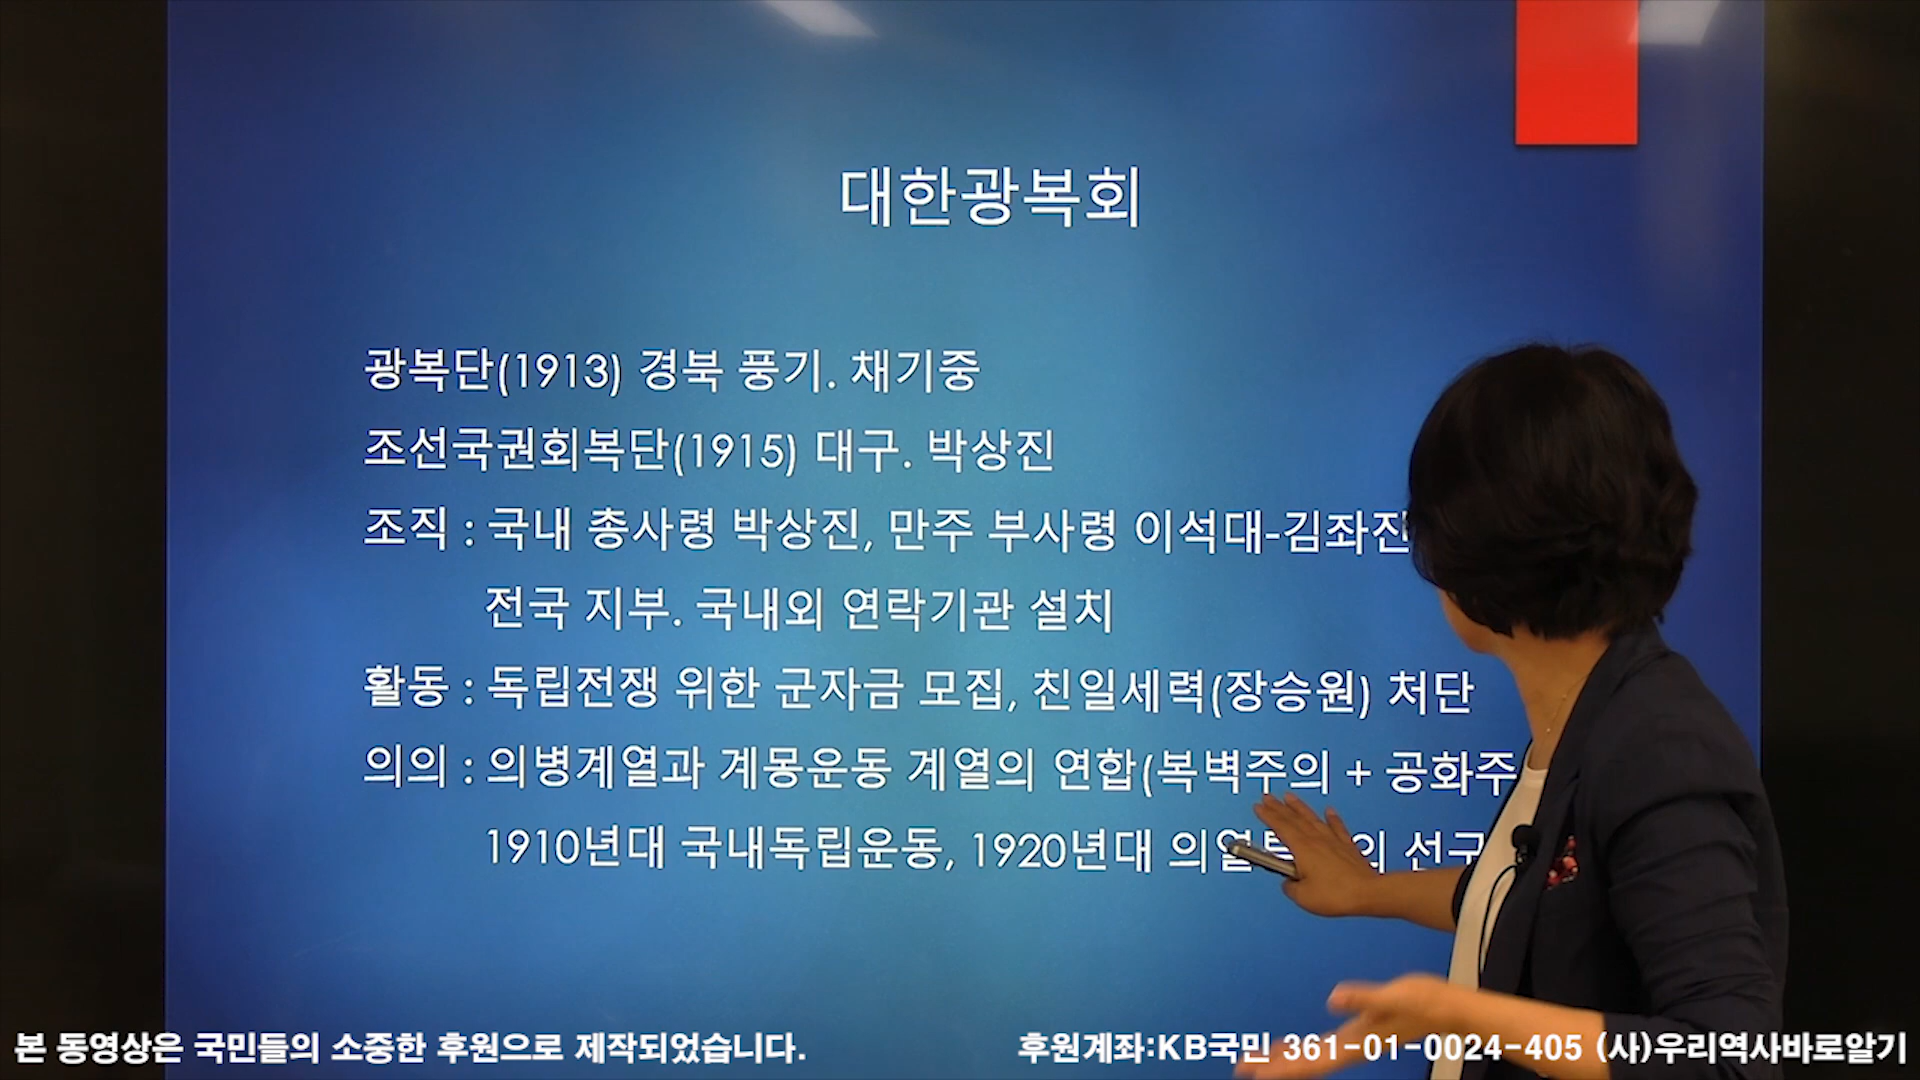 대한광복회
광복단(1913) 경북 풍기. 채기중
조선국권회복단(1915) 대구. 박상진
조직 : 국내 총사령 박상진, 만주 부사령 이석대-김좌진
전국 지부. 국내외 연락기관 설치
활동 : 독립전쟁 위한 군자금 모집, 친일세력(장승원) 처단
의의 : 의병계열과 계몽운동 계열의 연합(복벽주의 + 공화주
1910년대 국내독립운동, 1920년대
본 동영상은 국민들의 소중한 후원으로 제작되었습니다.
후원계좌:KB국민 361-01-0024-405 (사)우리역사바로알기